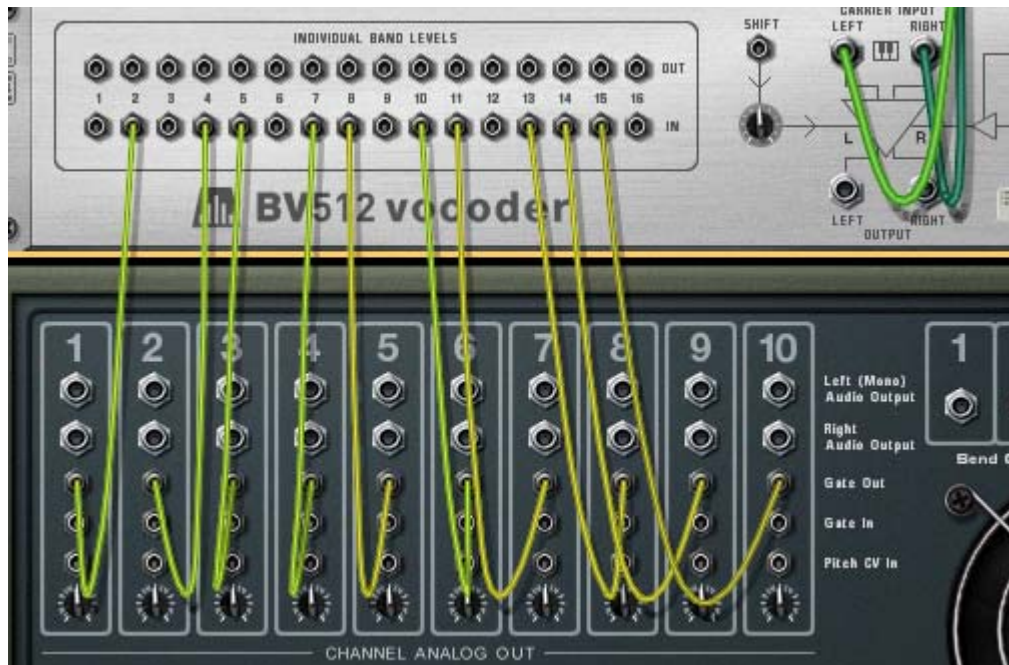 CARRIER INPUT
SHIFT LEFT RIGHT
INDIVIDUAL BAND LEVELS
OUT
1 2 3 4 5 6 7 8 9 10 11 12 13 14 15 16
IN
L R
BV512 vocoder
LEFT RIGHT
OUTPUT
1 2 3 4 5 6 7 8 9 10 1
Left (Mono)
Audio Output
Right
Audio Output
Bend
Gate Out
Gate In
Pitch CV In
CHANNEL ANALOG OUT